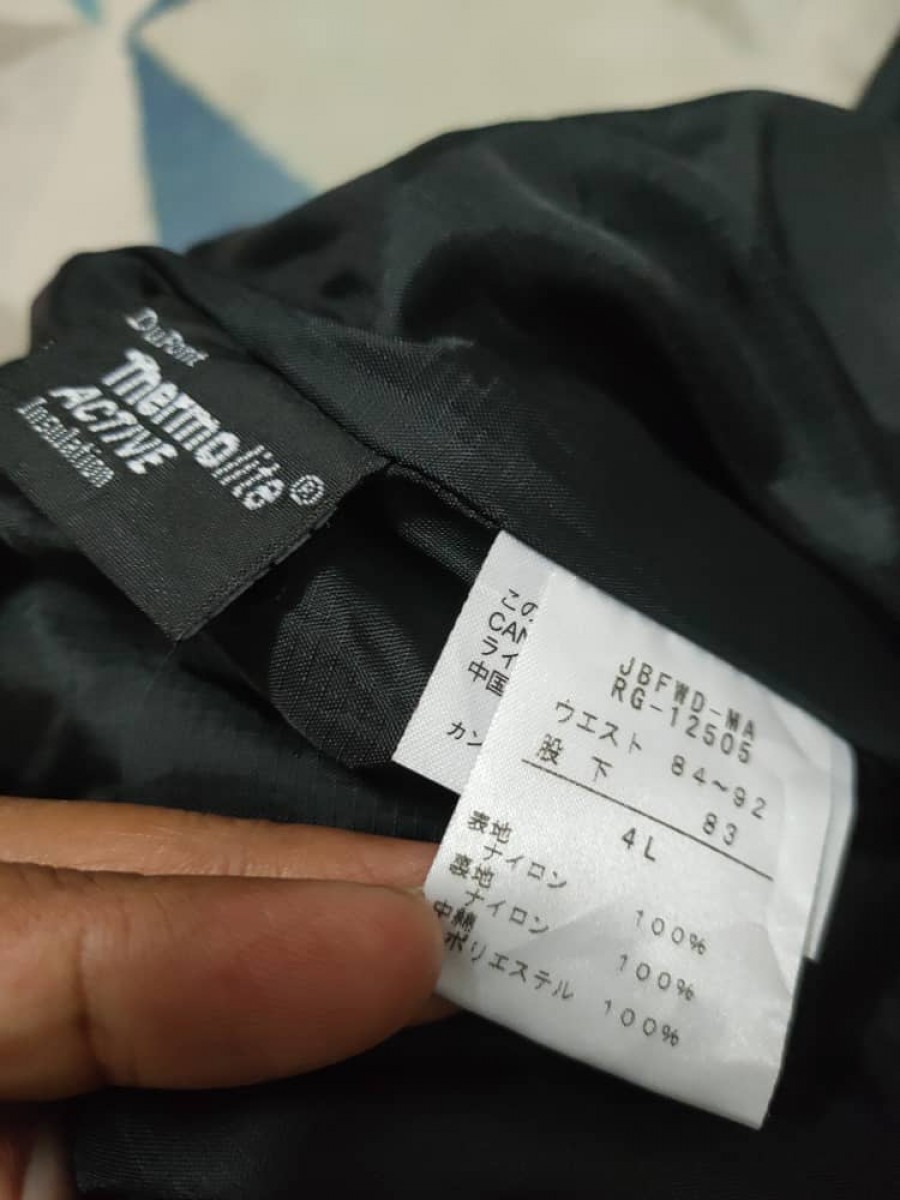 DuPont
Thermolite®
ACTIVE
Insulation
この
CAN
ライ
中国
カン
JBFWD-MA
RG-12505
ウエスト 84~92
股下 83
4L
表地
ナイロン 100%
裏地
ナイロン 100%
中綿
ポリエステル 100%